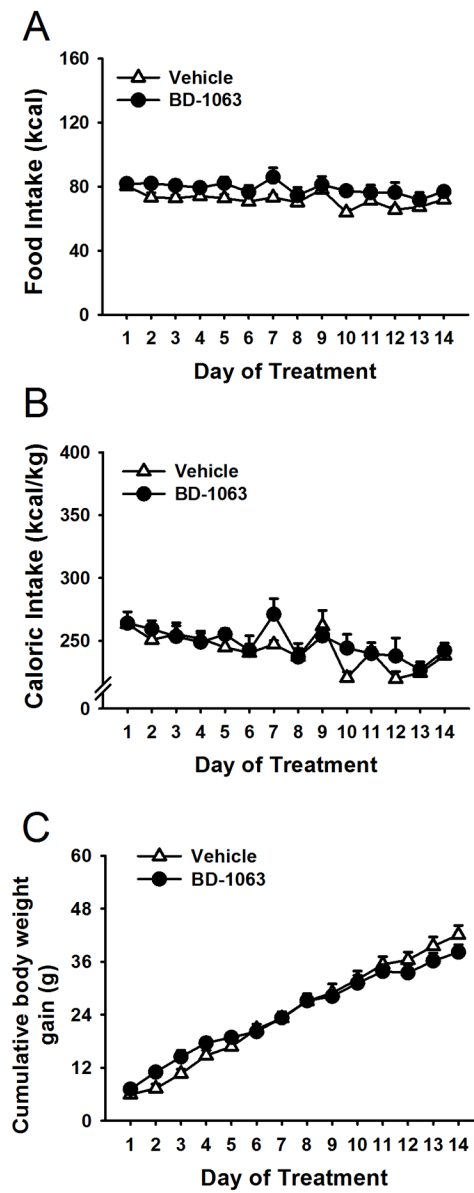 A
Food Intake (kcal)
160
120
80
40
0
Vehicle
BD-1063
1 2 3 4 5 6 7 8 9 10 11 12 13 14
Day of Treatment
B
Caloric Intake (kcal/kg)
400
350
300
250
0
Vehicle
BD-1063
1 2 3 4 5 6 7 8 9 10 11 12 13 14
Day of Treatment
C
Cumulative body weight
gain (g)
60
48
36
24
12
0
Vehicle
BD-1063
1 2 3 4 5 6 7 8 9 10 11 12 13 14
Day of Treatment